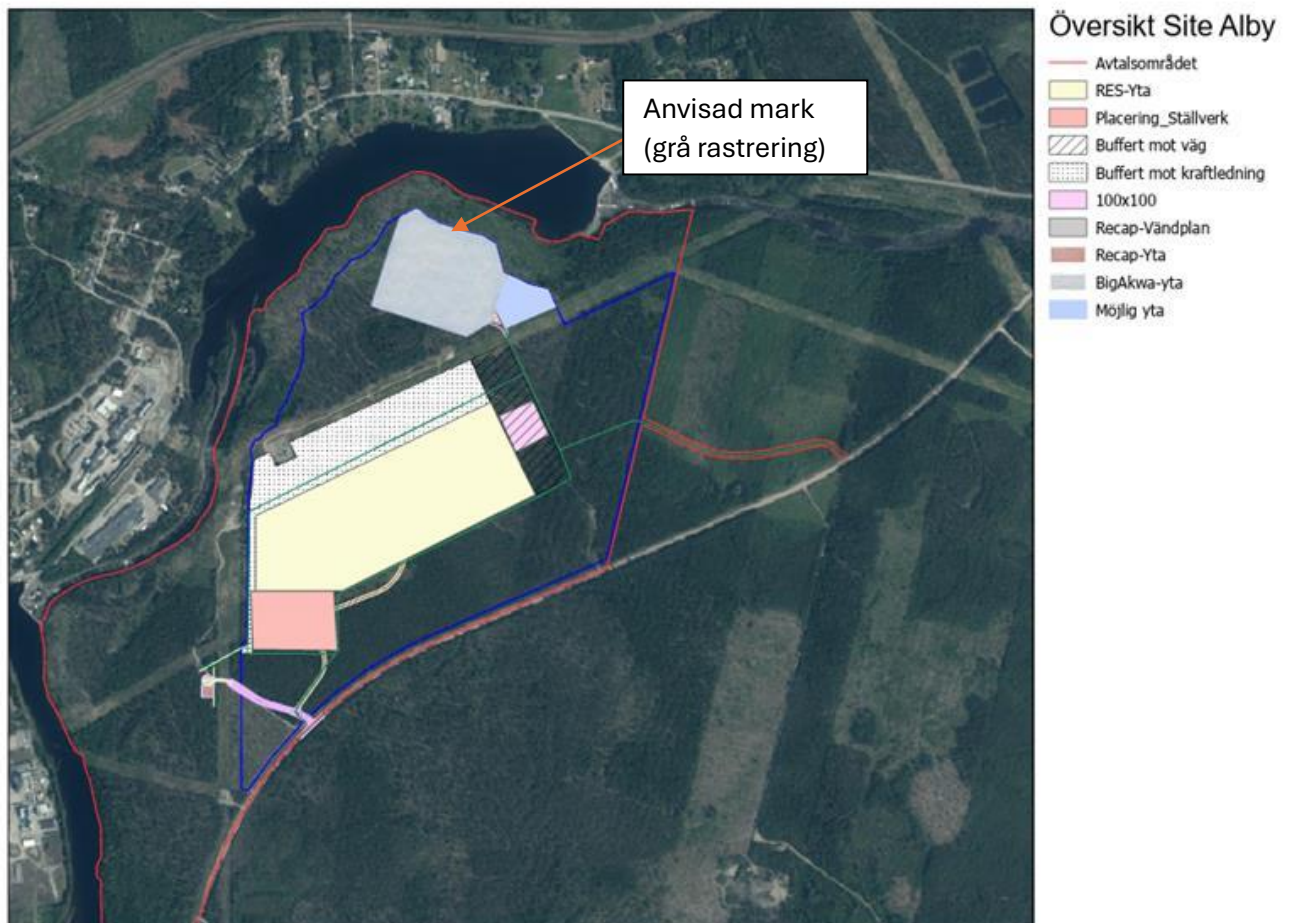 Översikt Site Alby
Avtalsområdet
RES-Yta
Placering_Ställverk
Buffert mot väg
Buffert mot kraftledning
100x100
Recap-Vändplan
Recap-Yta
BigAkwa-yta
Möjlig yta
Anvisad mark
(grå rastrering)